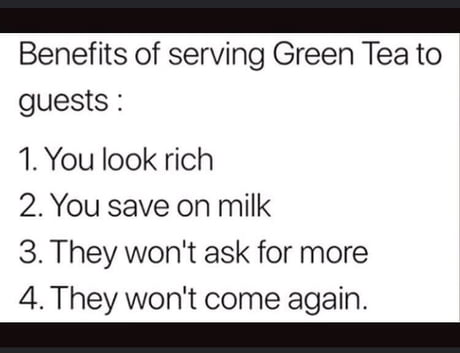 Benefits of serving Green Tea to
guests :
1. You look rich
2. You save on milk
3. They won't ask for more
4. They won't come again.